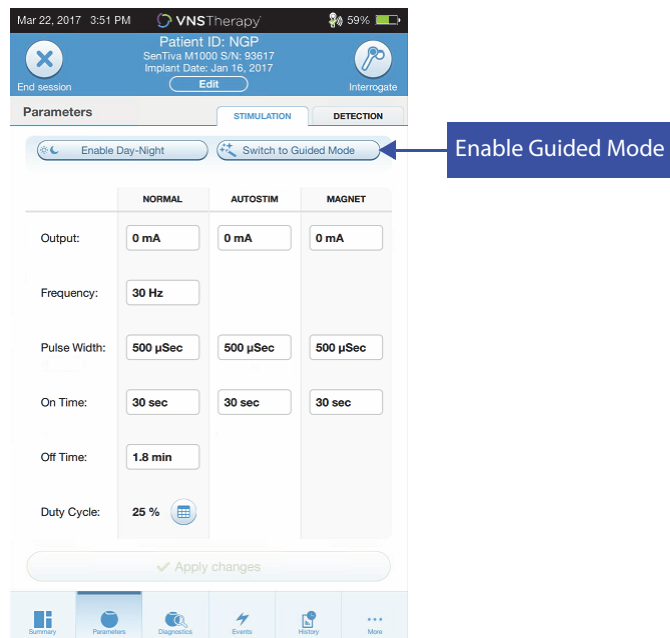 Mar 22, 2017 3:51 PM VNSTherapy 59%
Patient ID: NGP
SenTiva M1000 S/N: 93617
Implant Date: Jan 16, 2017
End session Edit Interrogate
Parameters STIMULATION DETECTION
Enable Day-Night Switch to Guided Mode Enable Guided Mode
NORMAL AUTOSTIM MAGNET
Output: 0 mA 0 mA 0 mA
Frequency: 30 Hz
Pulse Width: 500 µSec 500 µSec 500 µSec
On Time: 30 sec 30 sec 30 sec
Off Time: 1.8 min
Duty Cycle: 25 %
Apply changes
Summary Parameters Diagnostics Events History More